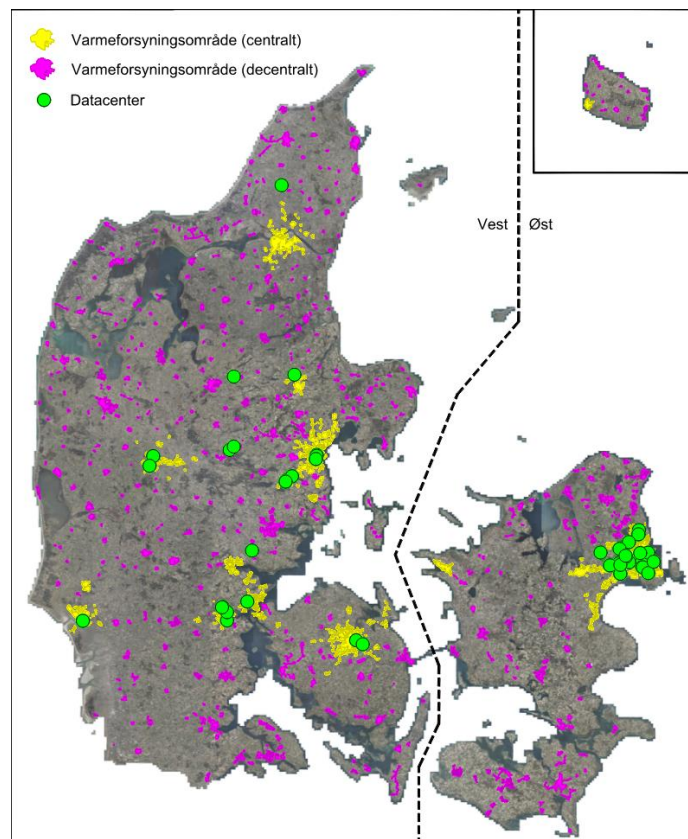 Varmeforsyningsområde (centralt)
Varmeforsyningsområde (decentralt)
Datacenter
Vest Øst